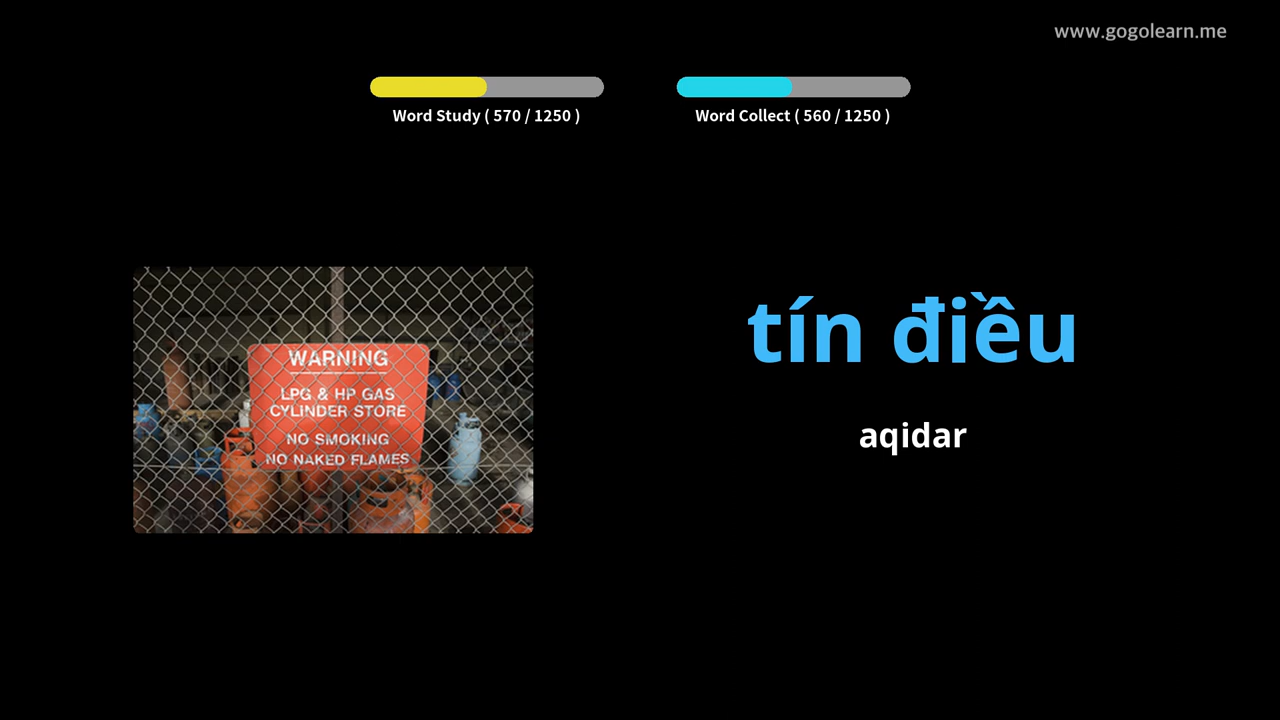 www.gogolearn.me
Word Study ( 570 / 1250 )
Word Collect ( 560 / 1250 )
WARNING
LPG & HP GAS
CYLINDER STORE
NO SMOKING
NO NAKED FLAMES
tín điều
aqidar